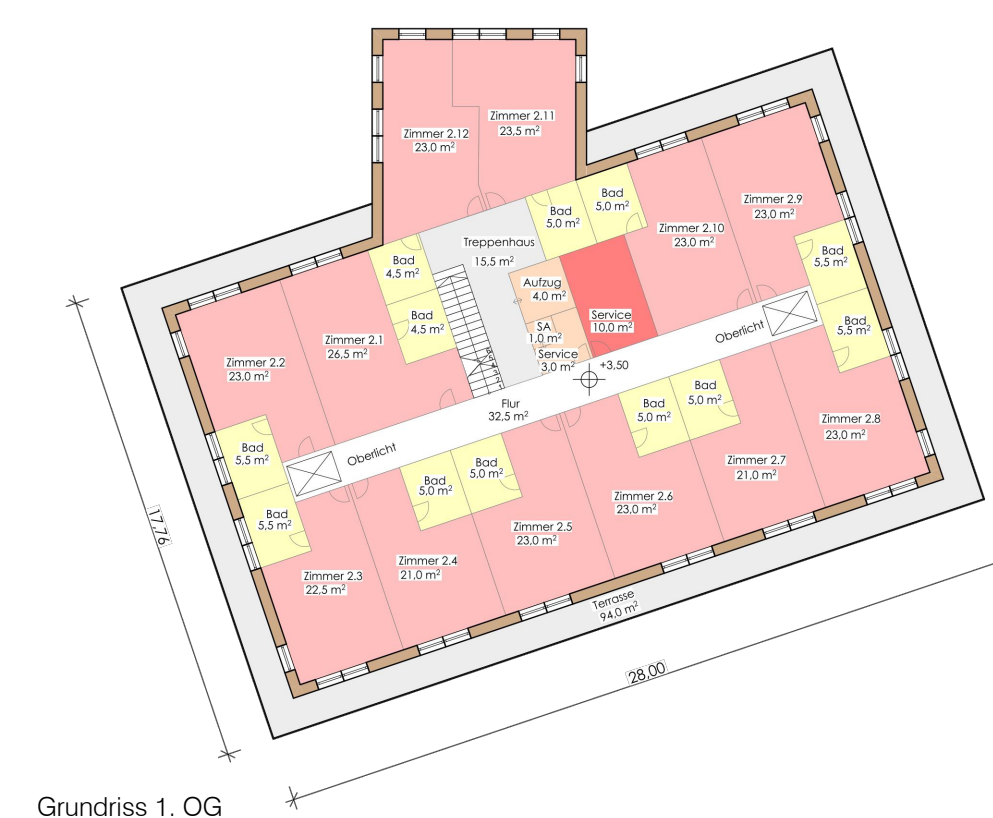 Zimmer 2.11
23,5 m²
Zimmer 2.12
23,0 m²
Bad
5,0 m²
Bad
5,0 m²
Zimmer 2.9
23,0 m²
Zimmer 2.10
23,0 m²
Treppenhaus
15,5 m²
Bad
4,5 m²
Bad
5,5 m²
Aufzug
4,0 m²
Bad
4,5 m²
Service
10,0 m²
SA
1,0 m²
Bad
5,5 m²
Oberlicht
Zimmer 2.1
26,5 m²
Service
3,0 m²
+3,50
Zimmer 2.2
23,0 m²
Flur
32,5 m²
Bad
5,0 m²
Bad
5,0 m²
Zimmer 2.8
23,0 m²
Oberlicht
Bad
5,5 m²
Bad
5,0 m²
Bad
5,0 m²
Zimmer 2.7
21,0 m²
Bad
5,5 m²
Zimmer 2.6
23,0 m²
Zimmer 2.5
23,0 m²
17,76
Zimmer 2.4
21,0 m²
Zimmer 2.3
22,5 m²
Terrasse
94,0 m²
28,00
Grundriss 1. OG